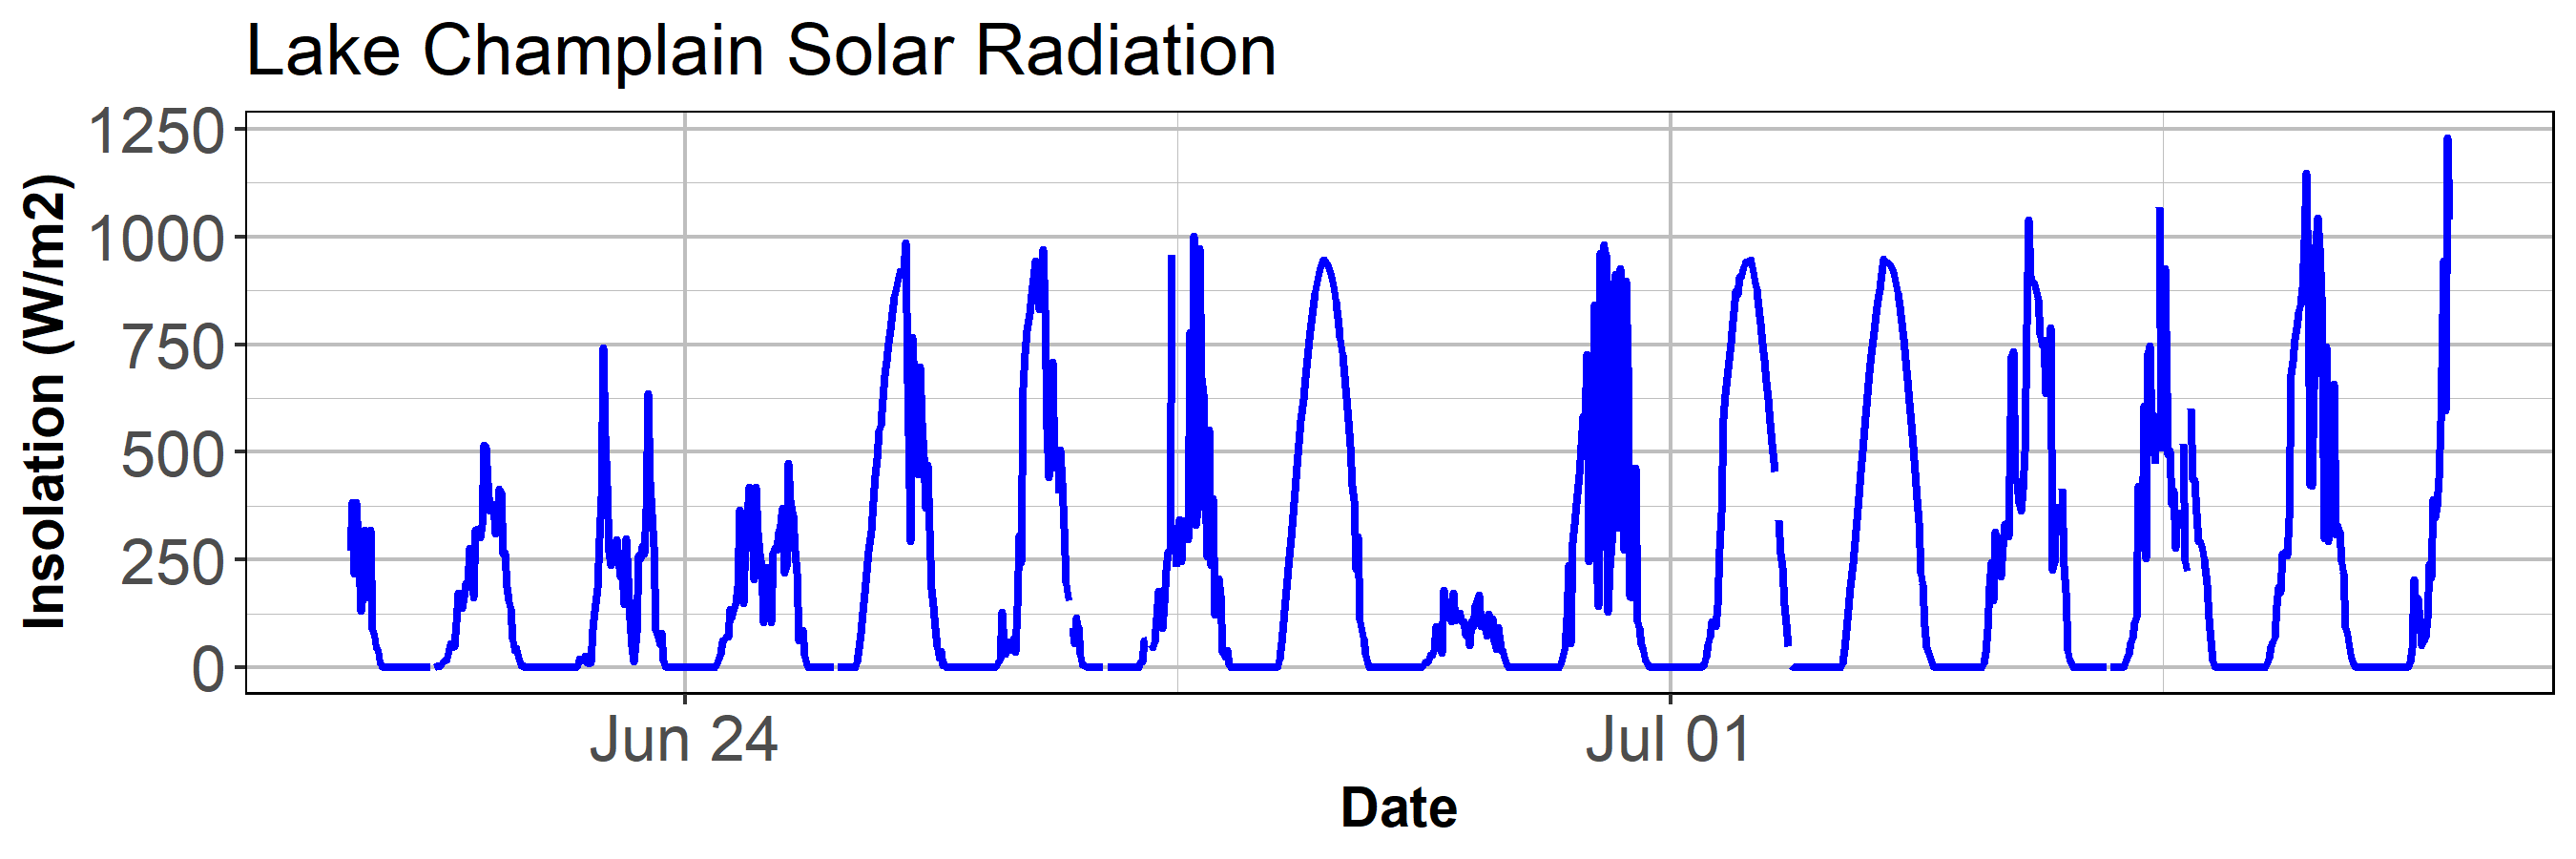 Lake Champlain Solar Radiation
1250
1000
750
500
250
0
Insolation (W/m2)
Jun 24
Jul 01
Date